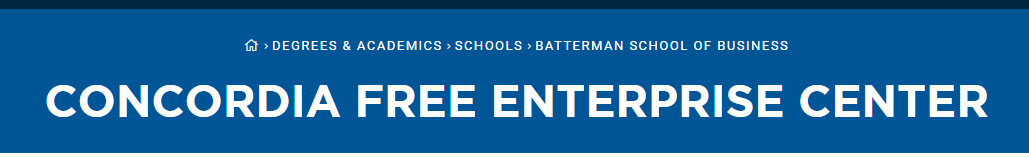 › DEGREES & ACADEMICS › SCHOOLS › BATTERMAN SCHOOL OF BUSINESS
CONCORDIA FREE ENTERPRISE CENTER